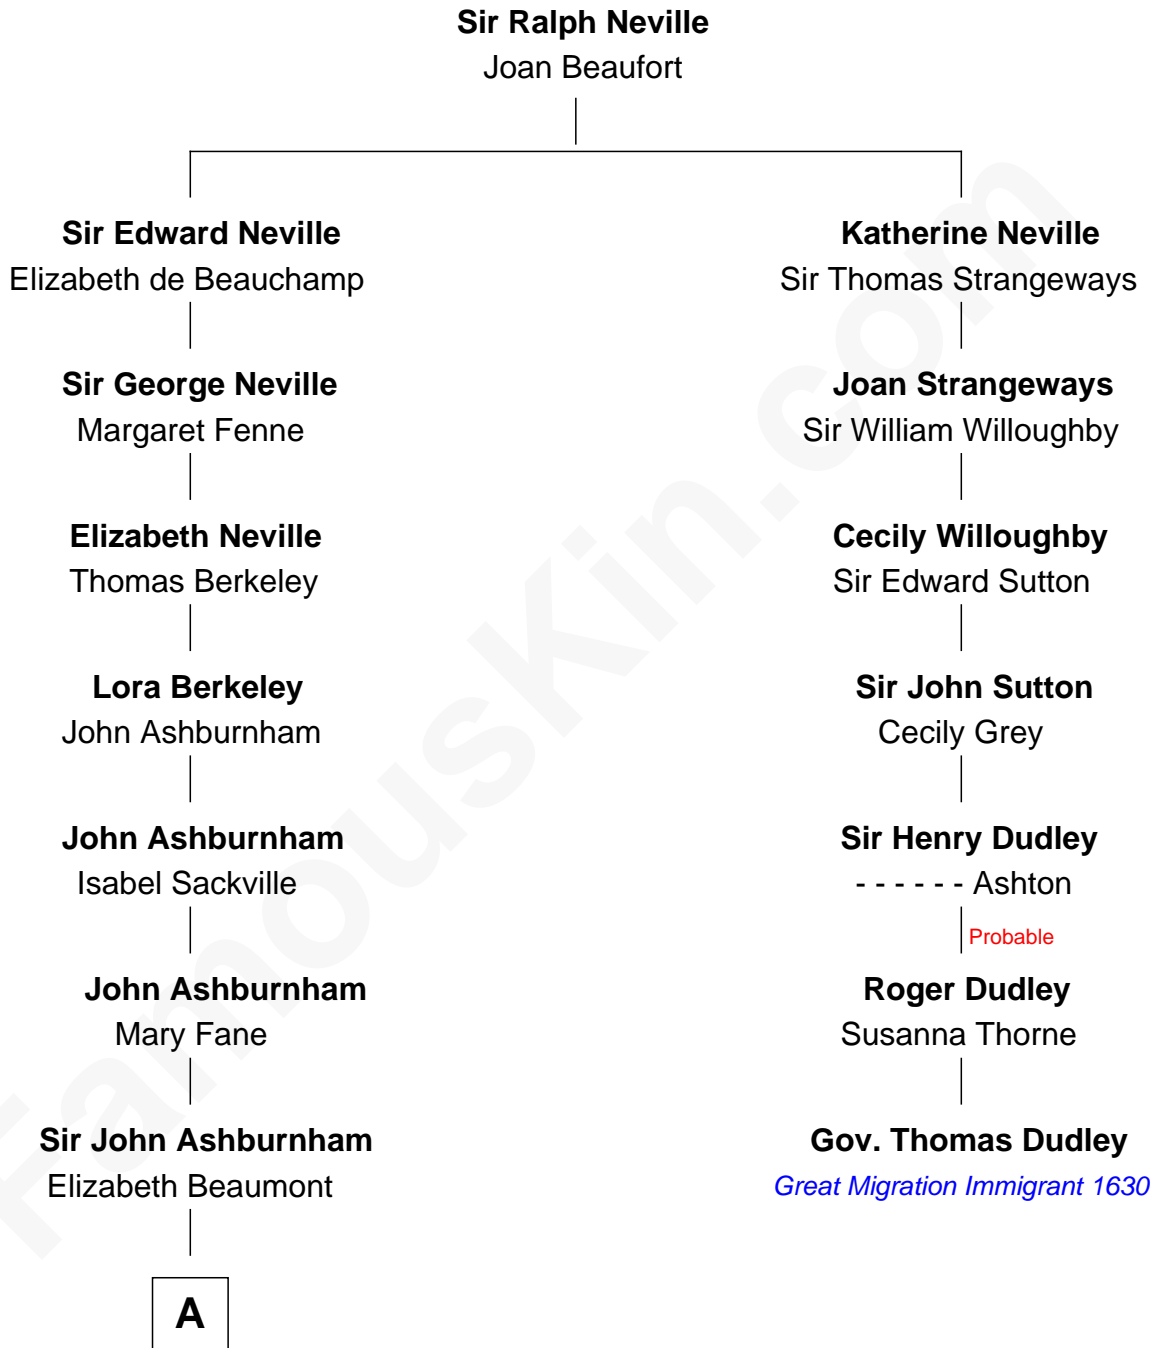 Sir Ralph Neville
Joan Beaufort
Sir Edward Neville
Elizabeth de Beauchamp
Katherine Neville
Sir Thomas Strangeways
Sir George Neville
Margaret Fenne
Joan Strangeways
Sir William Willoughby
Elizabeth Neville
Thomas Berkeley
Cecily Willoughby
Sir Edward Sutton
Lora Berkeley
John Ashburnham
Sir John Sutton
Cecily Grey
John Ashburnham
Isabel Sackville
Sir Henry Dudley
- - - - - - Ashton
Probable
John Ashburnham
Mary Fane
Roger Dudley
Susanna Thorne
Sir John Ashburnham
Elizabeth Beaumont
Gov. Thomas Dudley
Great Migration Immigrant 1630
A
FamousKin.com